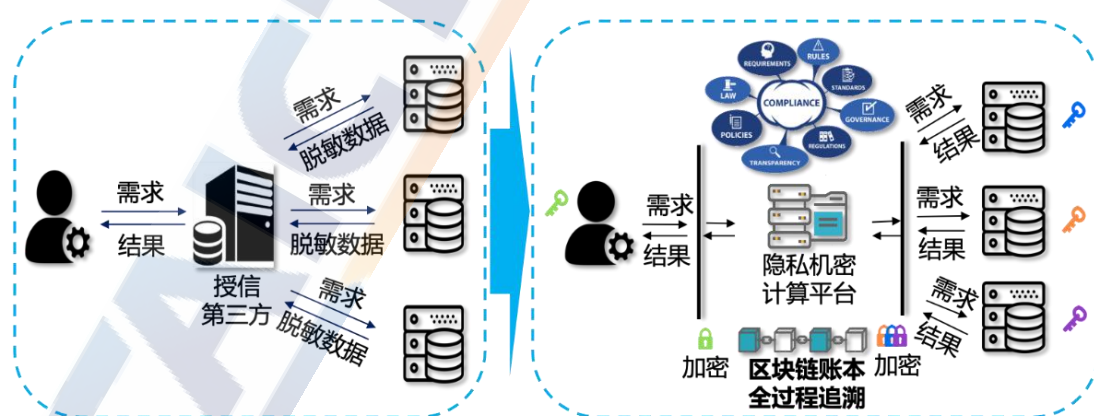 需求
脱敏数据
需求
结果
需求
脱敏数据
授信
第三方
需求
脱敏数据
REQUIREMENTS
RULES
LAW
STANDARDS
COMPLIANCE
GOVERNANCE
POLICIES
REGULATIONS
TRANSPARENCY
需求
结果
需求
结果
隐私机密
计算平台
需求
结果
需求
结果
加密
区块链账本
全过程追溯
加密